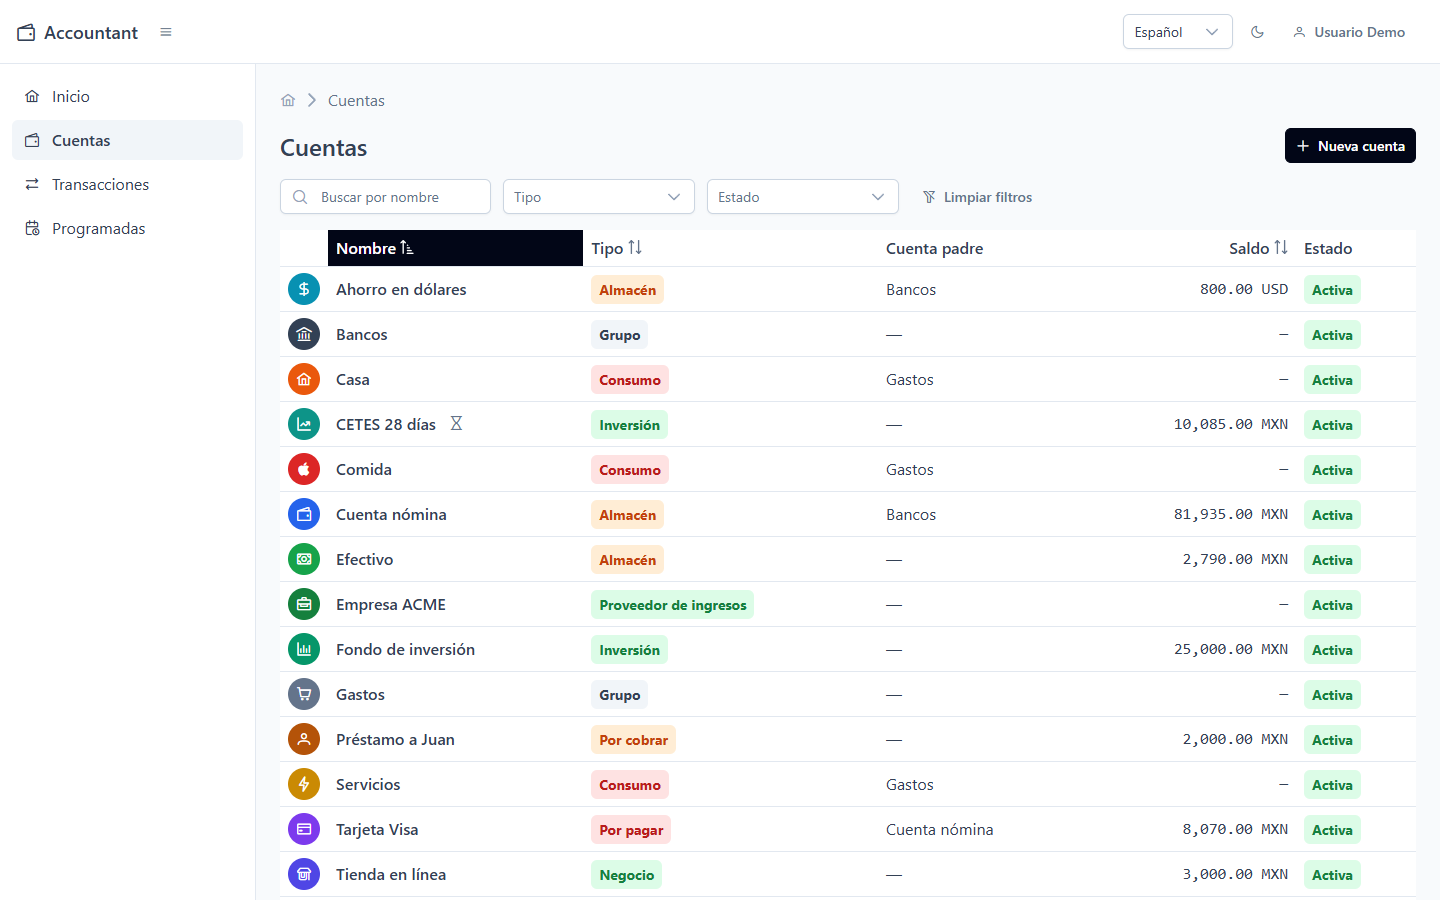 Accountant
Español
Usuario Demo
Inicio
Cuentas
Transacciones
Programadas
Cuentas
Cuentas
Nueva cuenta
Buscar por nombre
Tipo
Estado
Limpiar filtros
Nombre Tipo Cuenta padre Saldo Estado
Ahorro en dólares Almacén Bancos 800.00 USD Activa
Bancos Grupo — – Activa
Casa Consumo Gastos – Activa
CETES 28 días Inversión — 10,085.00 MXN Activa
Comida Consumo Gastos – Activa
Cuenta nómina Almacén Bancos 81,935.00 MXN Activa
Efectivo Almacén — 2,790.00 MXN Activa
Empresa ACME Proveedor de ingresos — – Activa
Fondo de inversión Inversión — 25,000.00 MXN Activa
Gastos Grupo — – Activa
Préstamo a Juan Por cobrar — 2,000.00 MXN Activa
Servicios Consumo Gastos – Activa
Tarjeta Visa Por pagar Cuenta nómina 8,070.00 MXN Activa
Tienda en línea Negocio — 3,000.00 MXN Activa